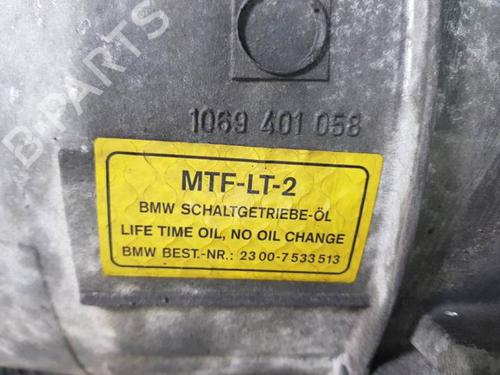 B-PARTS
1069 401 058
MTF-LT-2
BMW SCHALTGETRIEBE-ÖL
LIFE TIME OIL, NO OIL CHANGE
BMW BEST.-NR.: 23 00-7 533 513